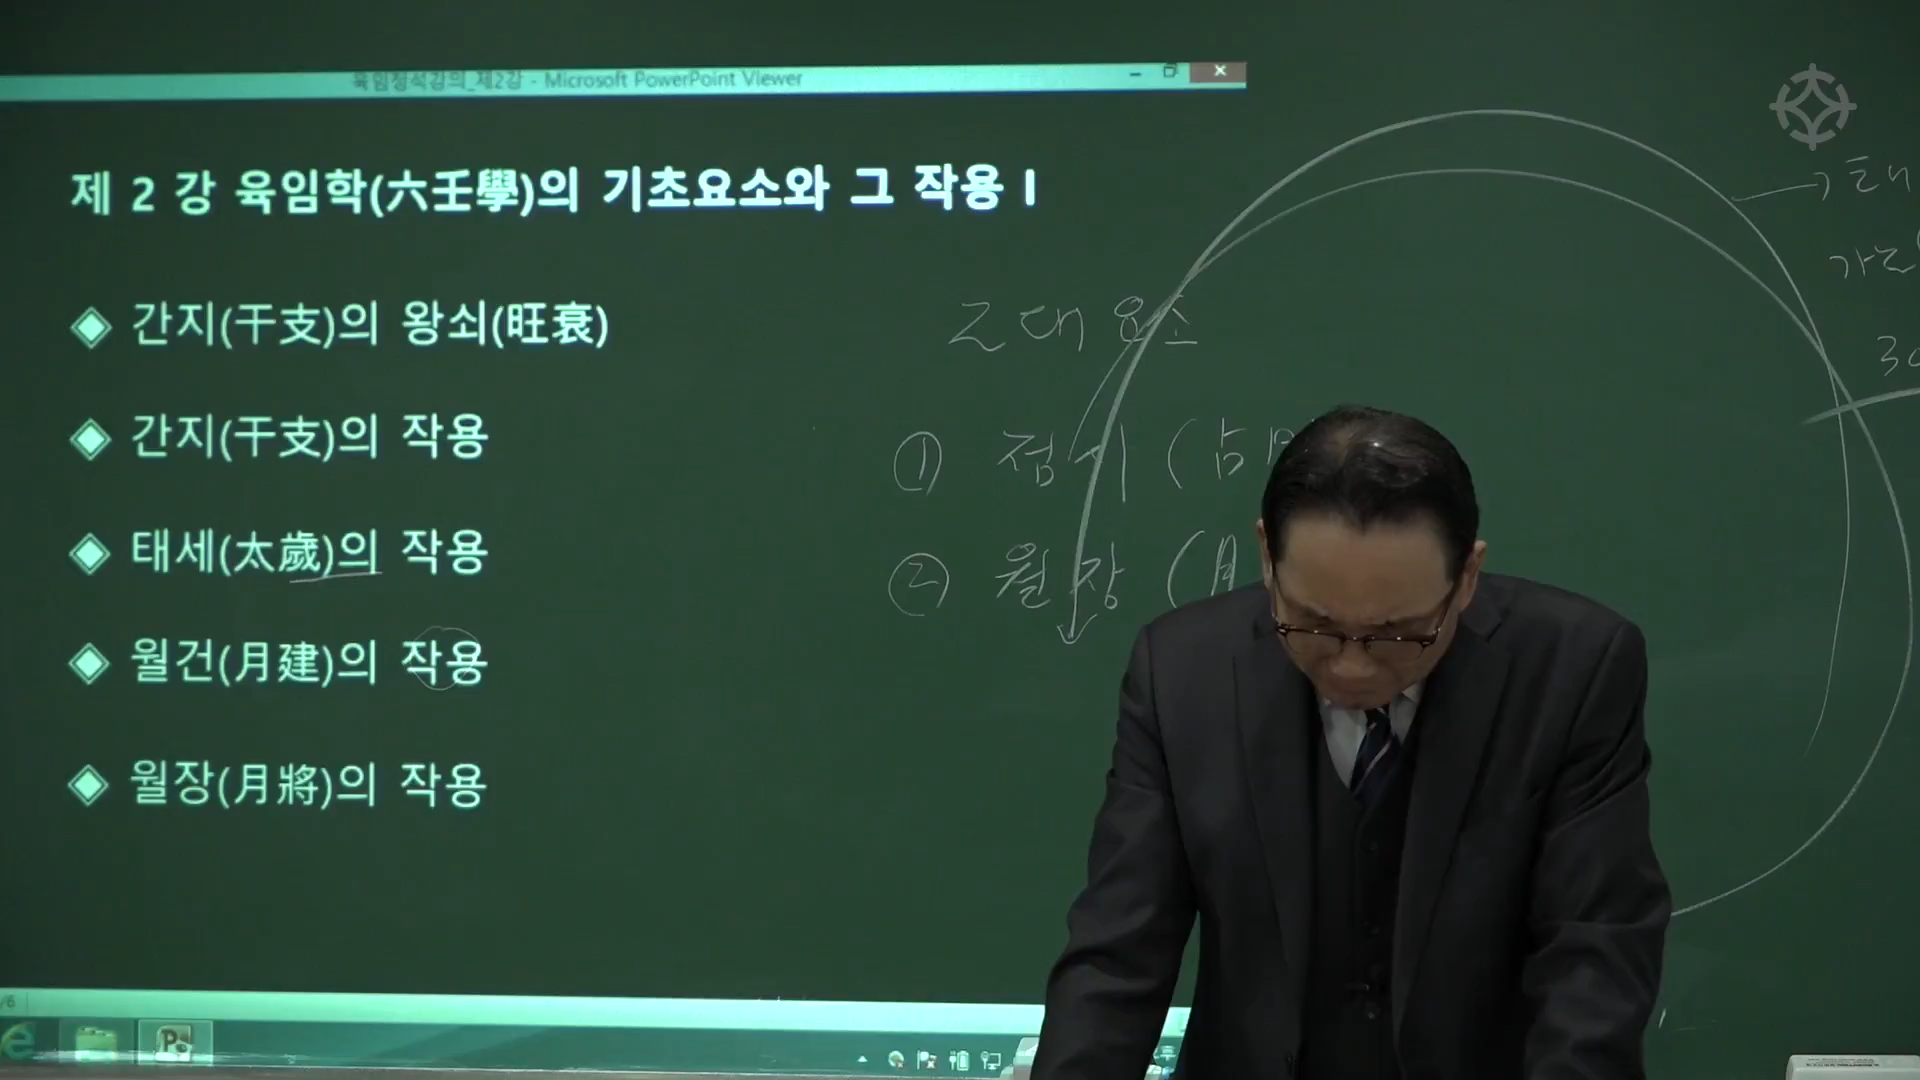 육임정석강의_제2강 - Microsoft PowerPoint Viewer
제 2 강 육임학(六壬學)의 기초요소와 그 작용 I
간지(干支)의 왕쇠(旺衰)
간지(干支)의 작용
태세(太歲)의 작용
월건(月建)의 작용
월장(月將)의 작용
근대 요소
① 점시 (占
② 월장 (月